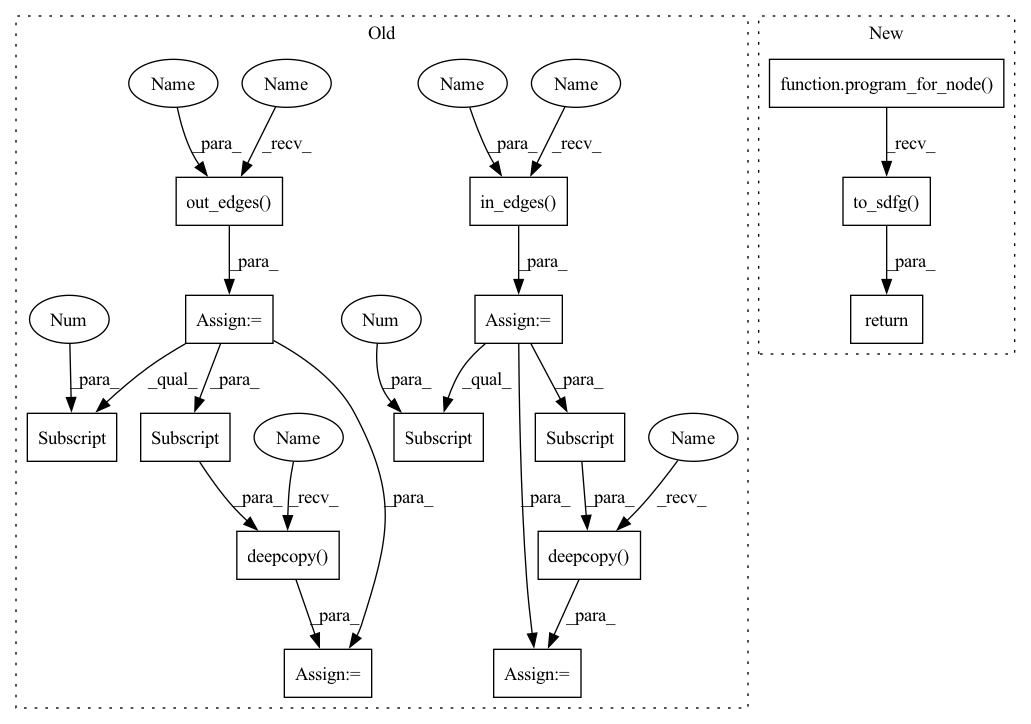 Old
New
Name
Name
Name
Name
function.program_for_node()
_para_
_recv_
_para_
_recv_
_recv_
out_edges()
in_edges()
to_sdfg()
_para_
_para_
_para_
Num
Assign:=
Num
Assign:=
return
_para_
_qual_
_para_
_para_
_qual_
_para_
Subscript
Subscript
Name
Subscript
Subscript
Name
_para_
_recv_
_para_
_para_
_para_
_recv_
deepcopy()
deepcopy()
_para_
_para_
Assign:=
Assign:=